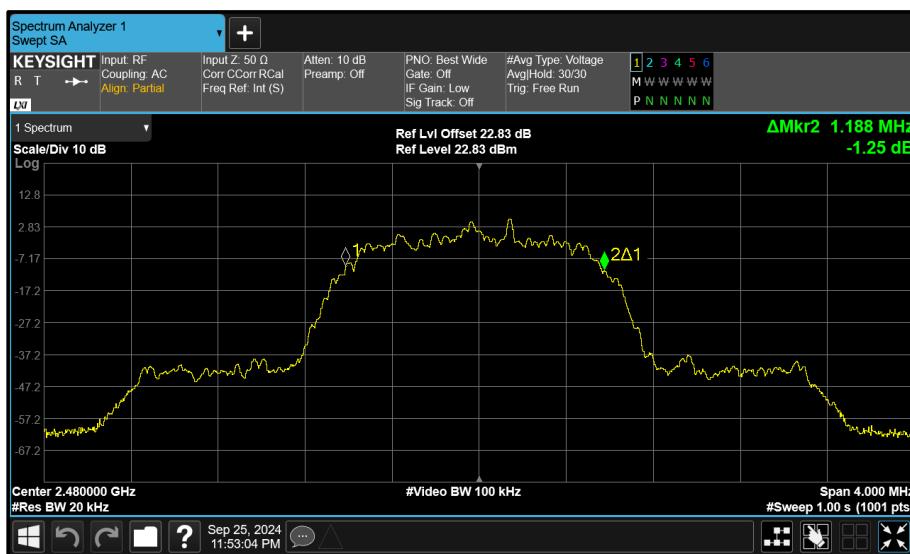 Spectrum Analyzer 1
Swept SA
+
KEYSIGHT
R T
LXI
Input: RF
Coupling: AC
Align: Partial
Input Z: 50 Ω
Corr CCorr RCal
Freq Ref: Int (S)
Atten: 10 dB
Preamp: Off
PNO: Best Wide
Gate: Off
IF Gain: Low
Sig Track: Off
#Avg Type: Voltage
Avg|Hold: 30/30
Trig: Free Run
1 2 3 4 5 6
M W W W W W
P N N N N N
1 Spectrum
Scale/Div 10 dB
Ref Lvl Offset 22.83 dB
Ref Level 22.83 dBm
ΔMkr2 1.188 MHz
-1.25 dB
Log
12.8
2.83
-7.17
-17.2
-27.2
-37.2
-47.2
-57.2
-67.2
1
2Δ1
Center 2.480000 GHz
#Res BW 20 kHz
#Video BW 100 kHz
Span 4.000 MHz
#Sweep 1.00 s (1001 pts
?
Sep 25, 2024
11:53:04 PM